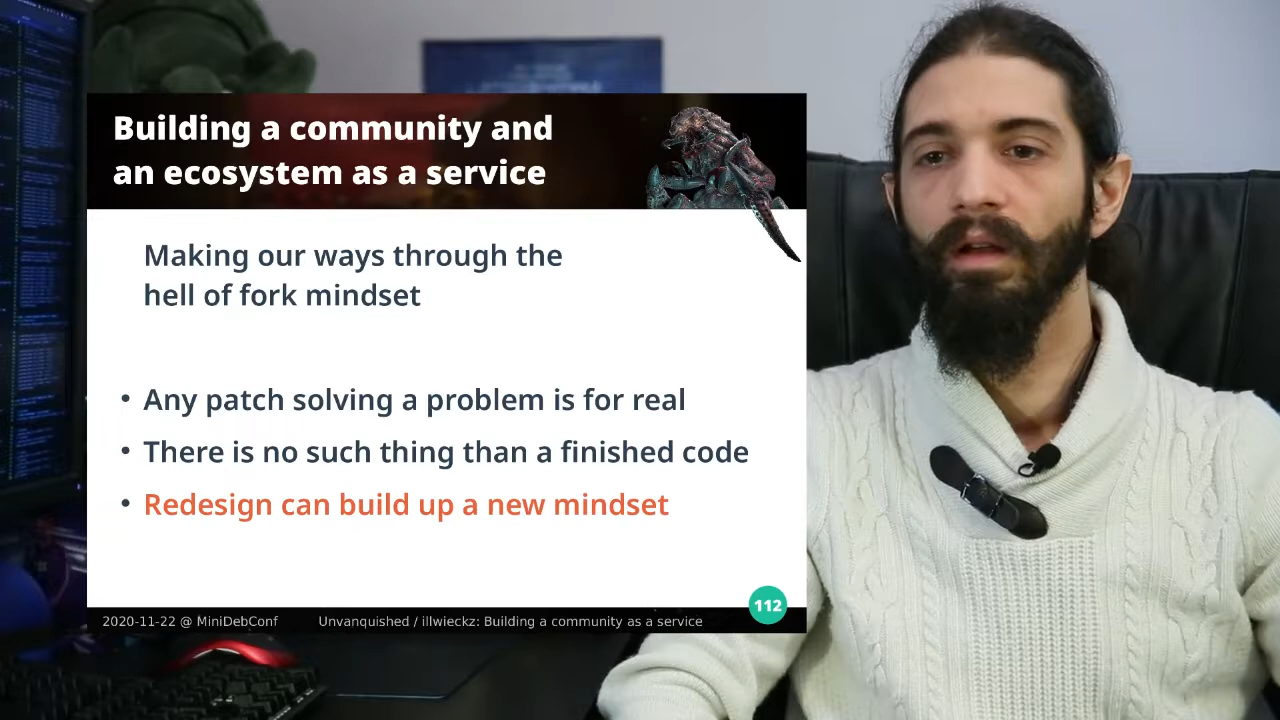 Building a community and
an ecosystem as a service
Making our ways through the
hell of fork mindset
• Any patch solving a problem is for real
• There is no such thing than a finished code
• Redesign can build up a new mindset
112
2020-11-22 @ MiniDebConf Unvanquished / illwieckz: Building a community as a service